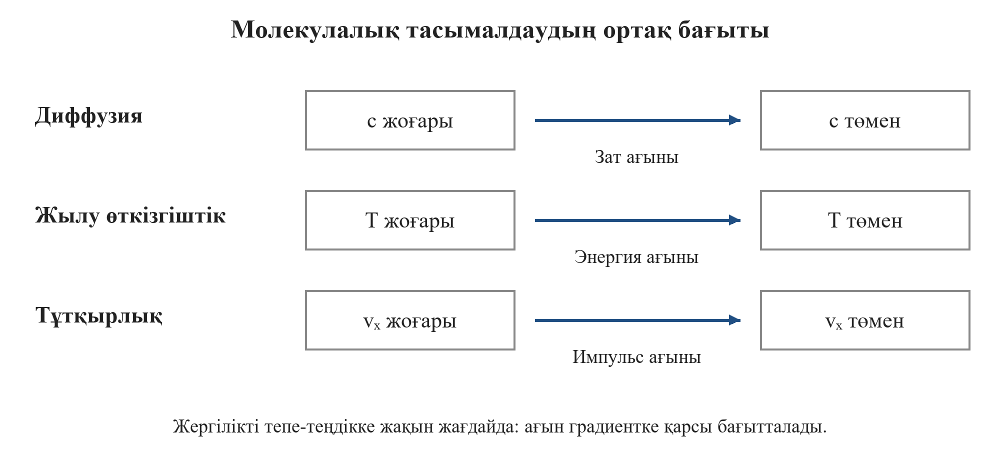 Молекулалық тасымалдаудың ортақ бағыты
Диффузия
c жоғары
c төмен
Зат ағыны
Жылу өткізгіштік
T жоғары
T төмен
Энергия ағыны
Тұтқырлық
vₓ жоғары
vₓ төмен
Импульс ағыны
Жергілікті тепе-теңдікке жақын жағдайда: ағын градиентке қарсы бағытталады.